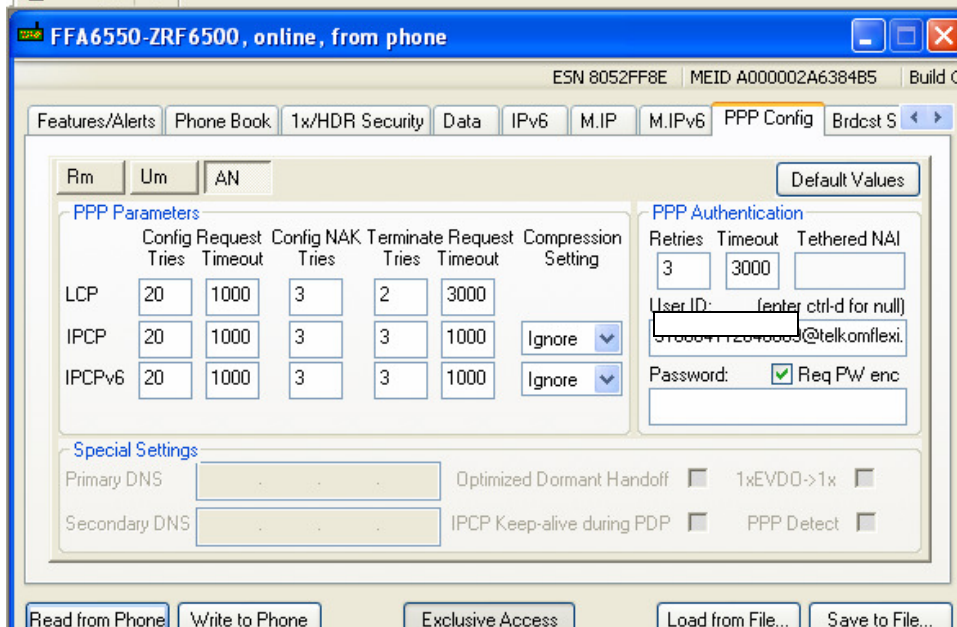 FFA6550-ZRF6500, online, from phone
ESN 8052FF8E MEID A000002A6384B5 Build
Features/Alerts Phone Book 1x/HDR Security Data IPv6 M.IP M.IPv6 PPP Config Brdcst S
Rm Um AN Default Values
PPP Parameters PPP Authentication
Config Request Config NAK Terminate Request Compression Retries Timeout Tethered NAI
Tries Timeout Tries Tries Timeout Setting
3 3000
LCP 20 1000 3 2 3000
User ID: (enter ctrl-d for null)
IPCP 20 1000 3 3 1000 Ignore
@telkomflexi.
IPCPv6 20 1000 3 3 1000 Ignore
Password: Req PW enc
Special Settings
Primary DNS . . . Optimized Dormant Handoff 1xEVDO->1x
Secondary DNS . . . IPCP Keep-alive during PDP PPP Detect
Read from Phone Write to Phone Exclusive Access Load from File... Save to File...